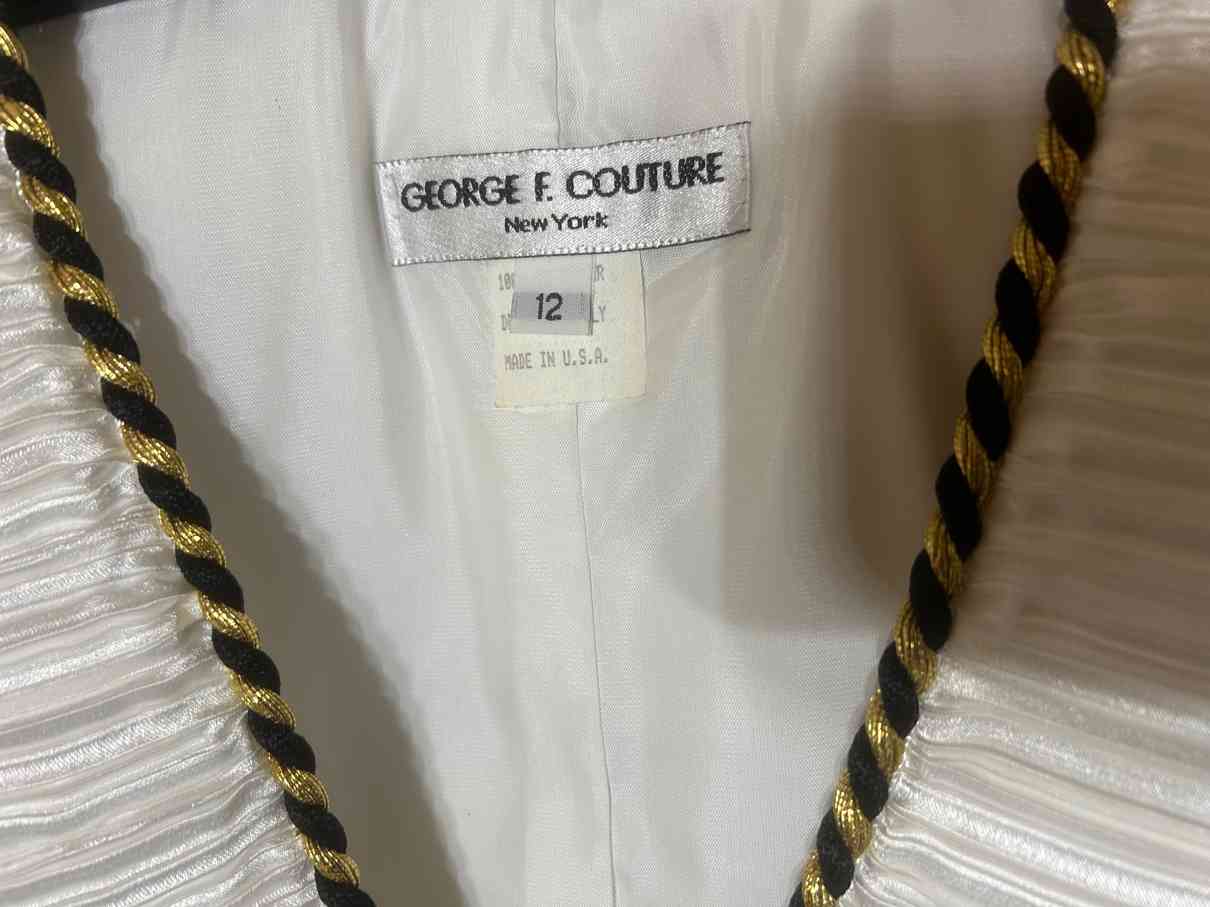 GEORGE F. COUTURE
New York
12
MADE IN U.S.A.